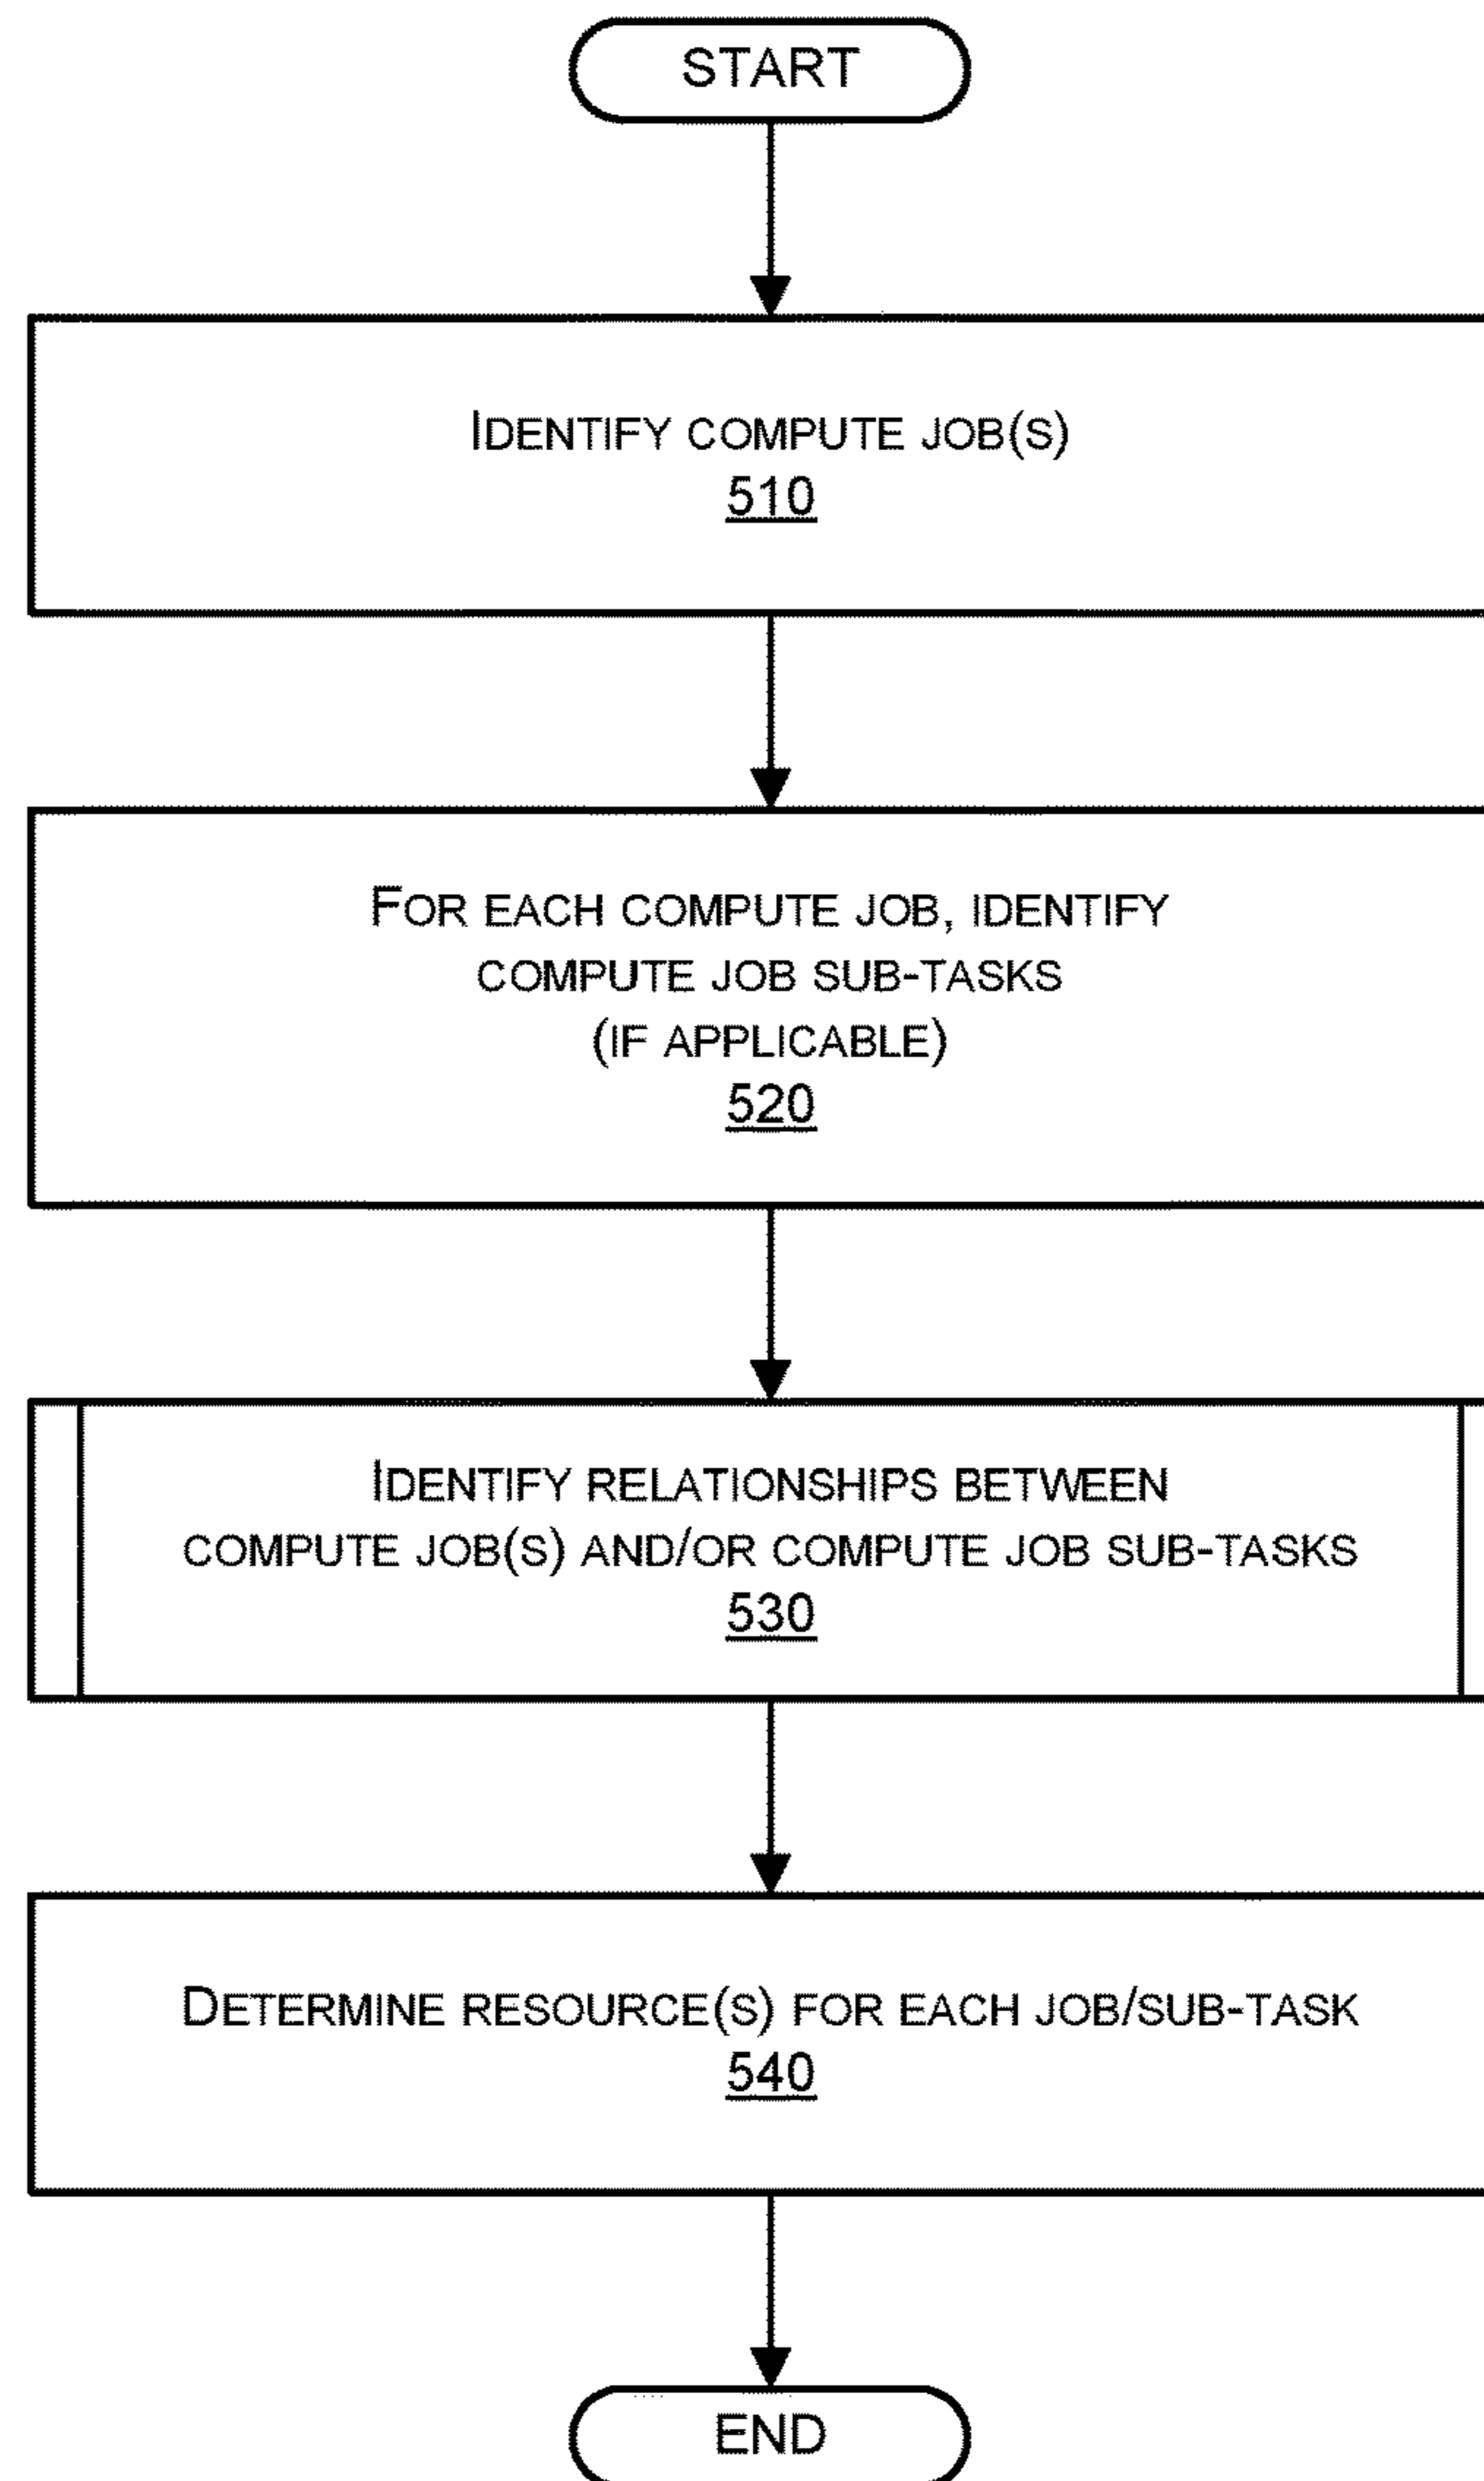 START
IDENTIFY COMPUTE JOB(S)
510
FOR EACH COMPUTE JOB, IDENTIFY
COMPUTE JOB SUB-TASKS
(IF APPLICABLE)
520
IDENTIFY RELATIONSHIPS BETWEEN
COMPUTE JOB(S) AND/OR COMPUTE JOB SUB-TASKS
530
DETERMINE RESOURCE(S) FOR EACH JOB/SUB-TASK
540
END